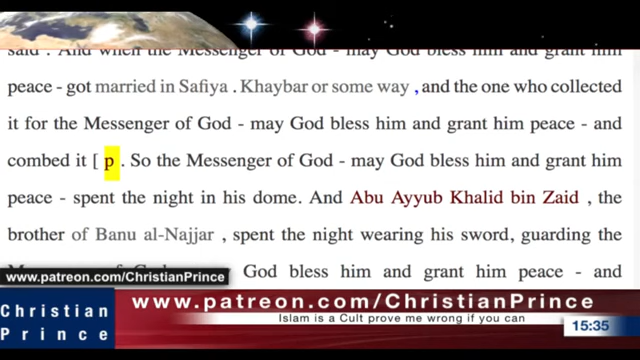 said . And when the Messenger of God - may God bless him and grant him
peace - got married in Safiya . Khaybar or some way , and the one who collected
it for the Messenger of God - may God bless him and grant him peace - and
combed it [ p . So the Messenger of God - may God bless him and grant him
peace - spent the night in his dome. And Abu Ayyub Khalid bin Zaid , the
brother of Banu al-Najjar , spent the night wearing his sword, guarding the
God bless him and grant him peace - and
www.patreon.com/ChristianPrince
Christian
Prince
www.patreon.com/ChristianPrince
Islam is a Cult prove me wrong if you can
15:35